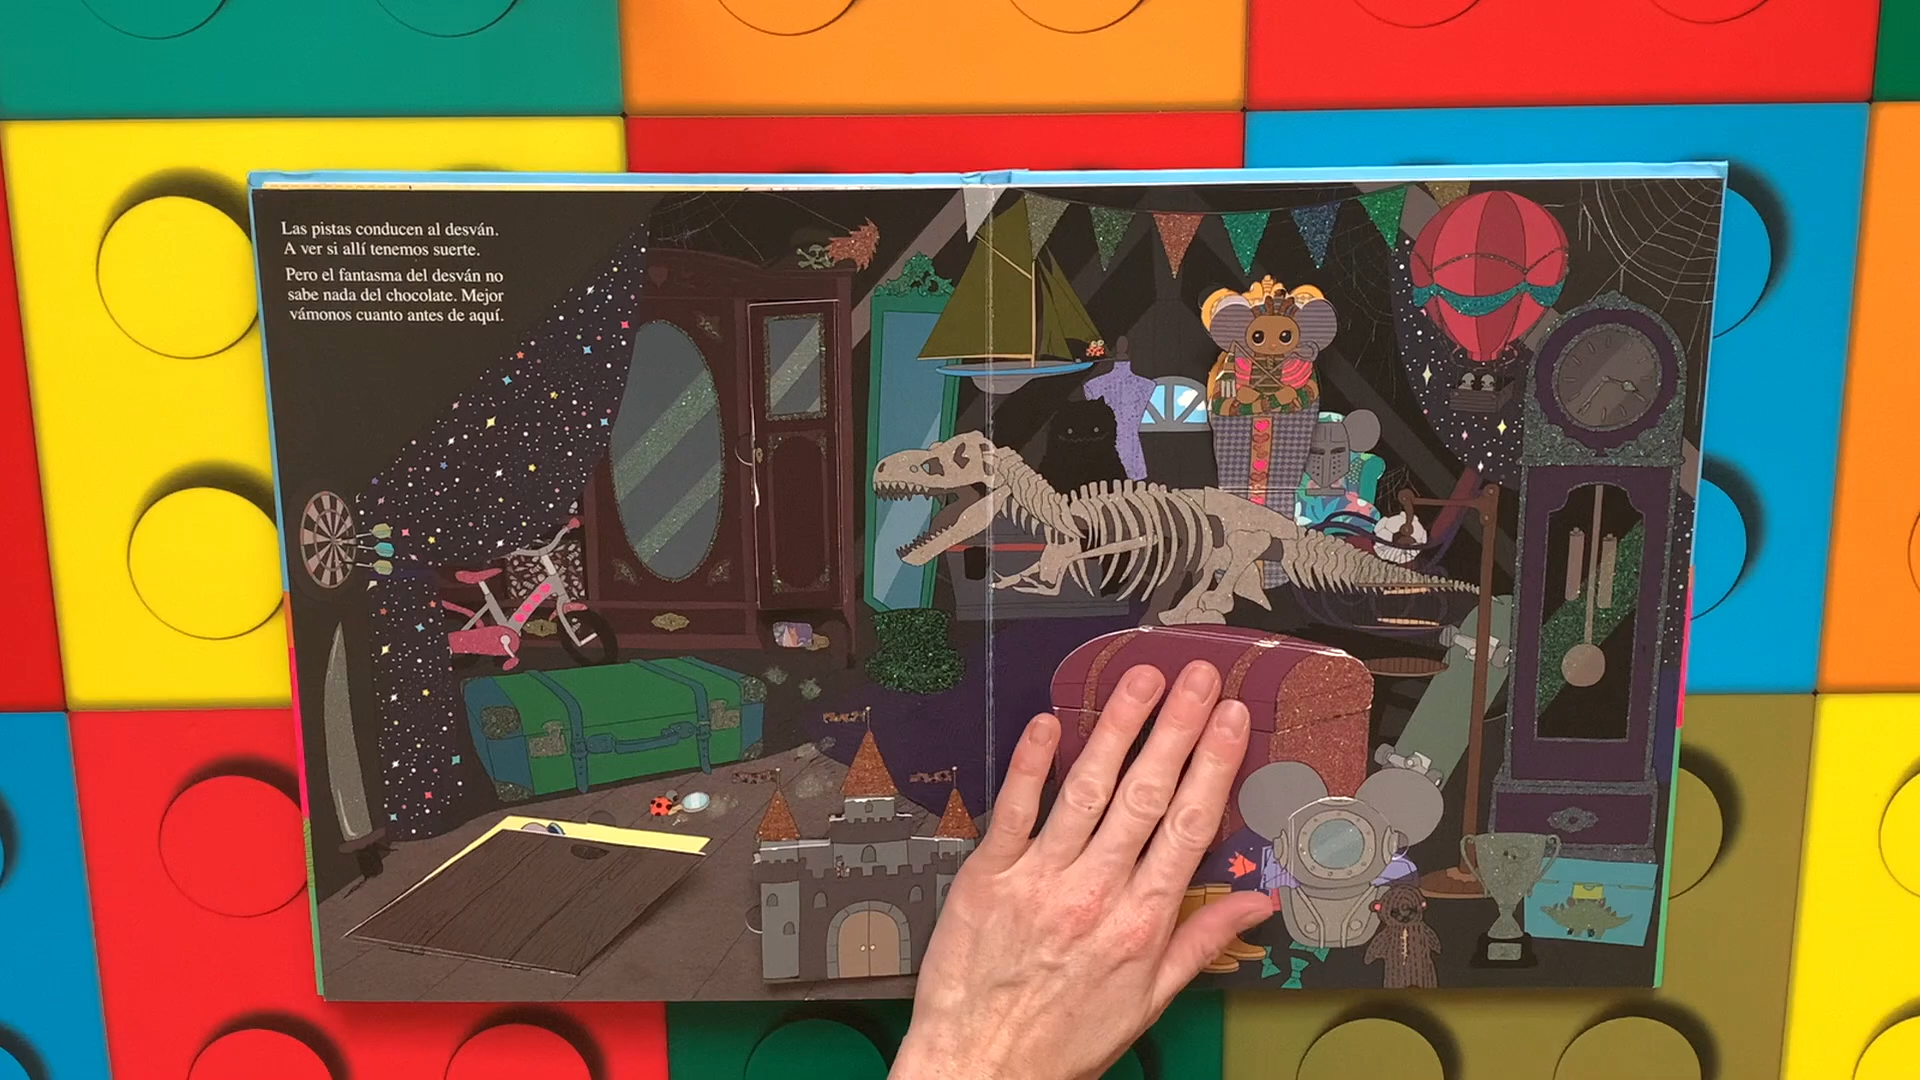 Las pistas conducen al desván.
A ver si allí tenemos suerte.
Pero el fantasma del desván no
sabe nada del chocolate. Mejor
vámonos cuanto antes de aquí.